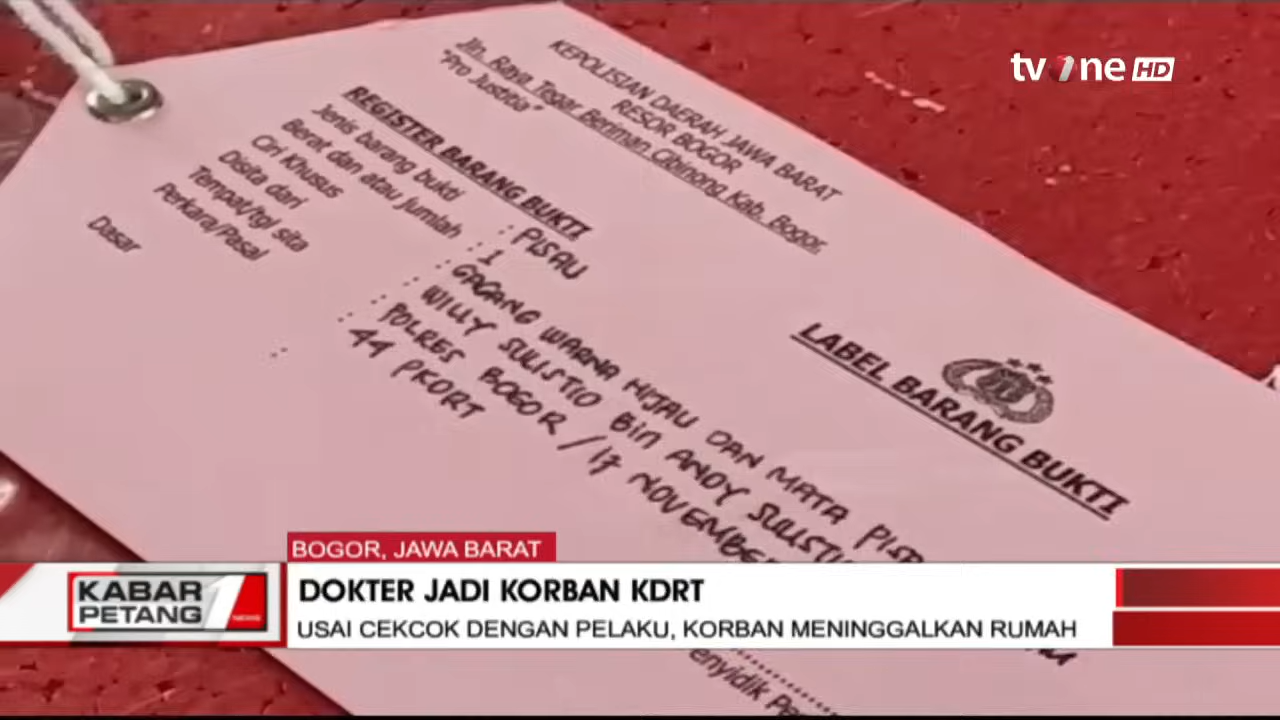 tvOne HD
KEPOLISIAN DAERAH JAWA BARAT
RESOR BOGOR
Jln. Raya Tegar Beriman Cibinong Kab. Bogor.
"Pro Justitia"
LABEL BARANG BUKTI
REGISTER BARANG BUKTI
Jenis barang bukti : PISAU
Berat dan atau jumlah : 1
Ciri Khusus : GAGANG WARNA HIJAU DAN MATA
Disita dari : WILLY SULISTIO Bin ANDY
Tempat/tgl sita : POLRES BOGOR / 17 NOVEMBER
Perkara/Pasal : 44 PKDRT
Dasar :
BOGOR, JAWA BARAT
KABAR PETANG 1 NEWS
DOKTER JADI KORBAN KDRT
USAI CEKCOK DENGAN PELAKU, KORBAN MENINGGALKAN RUMAH